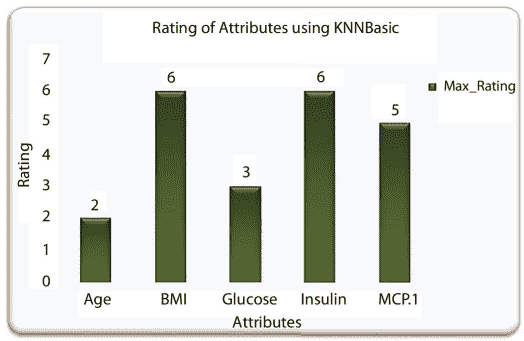 Rating of Attributes using KNNBasic
7
6
5
4
3
2
1
0
Rating
2
6
3
6
5
Max_Rating
Age BMI Glucose Insulin MCP.1
Attributes